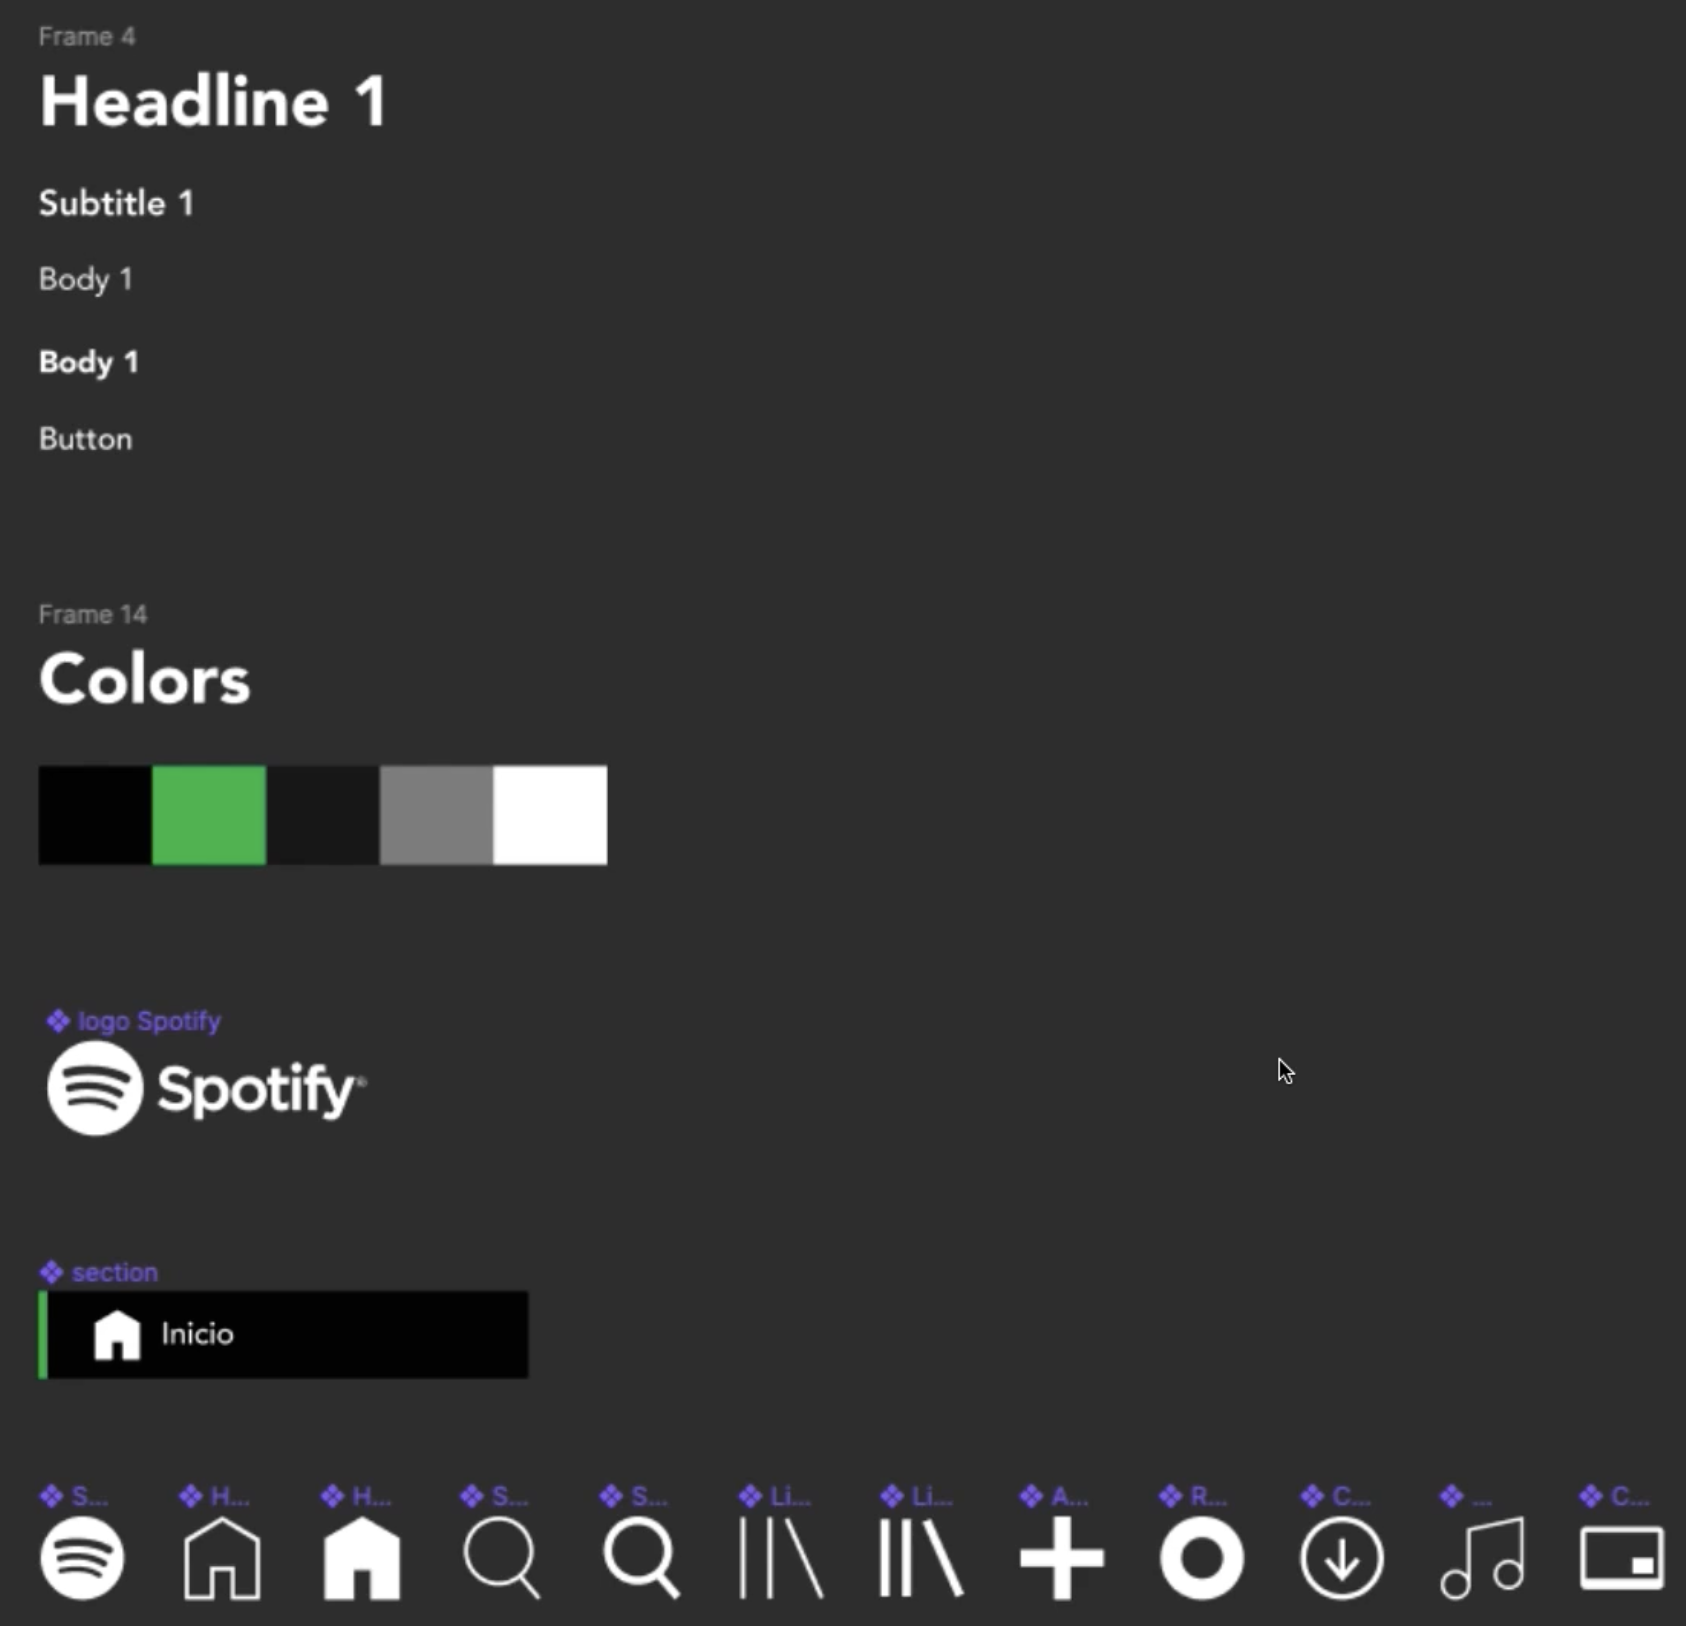 Frame 4
Headline 1
Subtitle 1
Body 1
Body 1
Button
Frame 14
Colors
logo Spotify
Spotify®
section
Inicio
S... H... H... S... S... Li... Li... A... R... C... ... C...